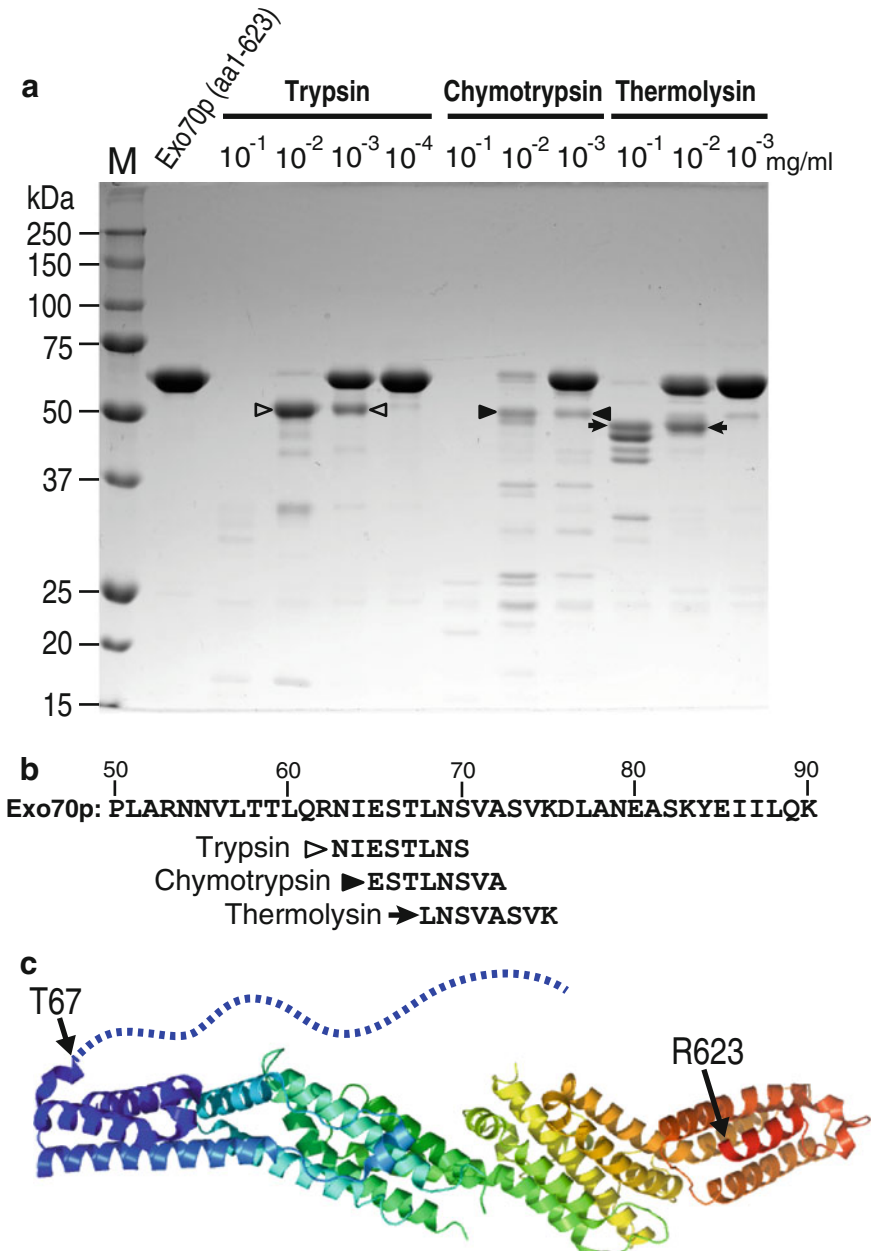 a
Exo70p (aa1-623)
Trypsin Chymotrypsin Thermolysin
M 10-1 10-2 10-3 10-4 10-1 10-2 10-3 10-1 10-2 10-3 mg/ml
kDa
250
150
100
75
50
37
25
20
15
b
50 60 70 80 90
Exo70p: PLARNNVLTTLQRNIESTLNSVASVKDLANEASKYEIILQK
Trypsin NIESTLNS
Chymotrypsin ESTLNSVA
Thermolysin LNSVASVK
c
T67
R623